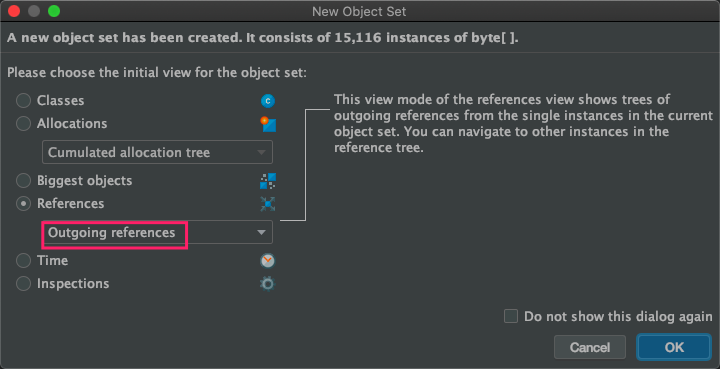 New Object Set
A new object set has been created. It consists of 15,116 instances of byte[ ].
Please choose the initial view for the object set:
Classes
Allocations
Cumulated allocation tree
Biggest objects
References
Outgoing references
Time
Inspections
This view mode of the references view shows trees of
outgoing references from the single instances in the current
object set. You can navigate to other instances in the
reference tree.
Do not show this dialog again
Cancel
OK